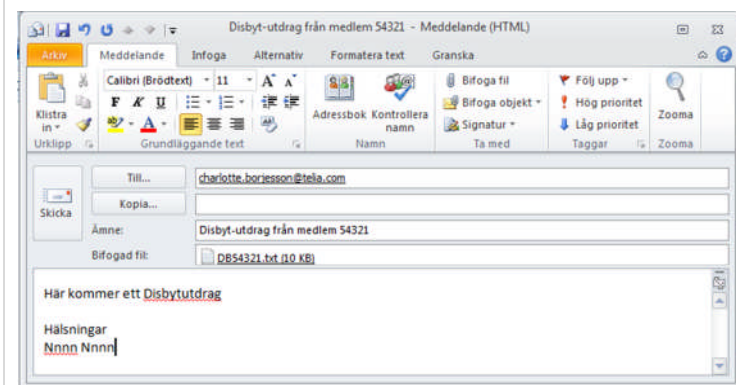 Disbyt-utdrag från medlem 54321 - Meddelande (HTML)
Arkiv Meddelande Infoga Alternativ Formatera text Granska
Klistra in
Urklipp
Calibri (Brödtext) 11 A A
F K U
A
Grundläggande text
Adressbok Kontrollera namn
Namn
Bifoga fil
Bifoga objekt
Signatur
Ta med
Följ upp
Hög prioritet
Låg prioritet
Taggar
Zooma
Zooma
Skicka
Till... charlotte.borjesson@telia.com
Kopia...
Ämne: Disbyt-utdrag från medlem 54321
Bifogad fil: DB54321.txt (10 KB)
Här kommer ett Disbytutdrag
Hälsningar
Nnnn Nnnn